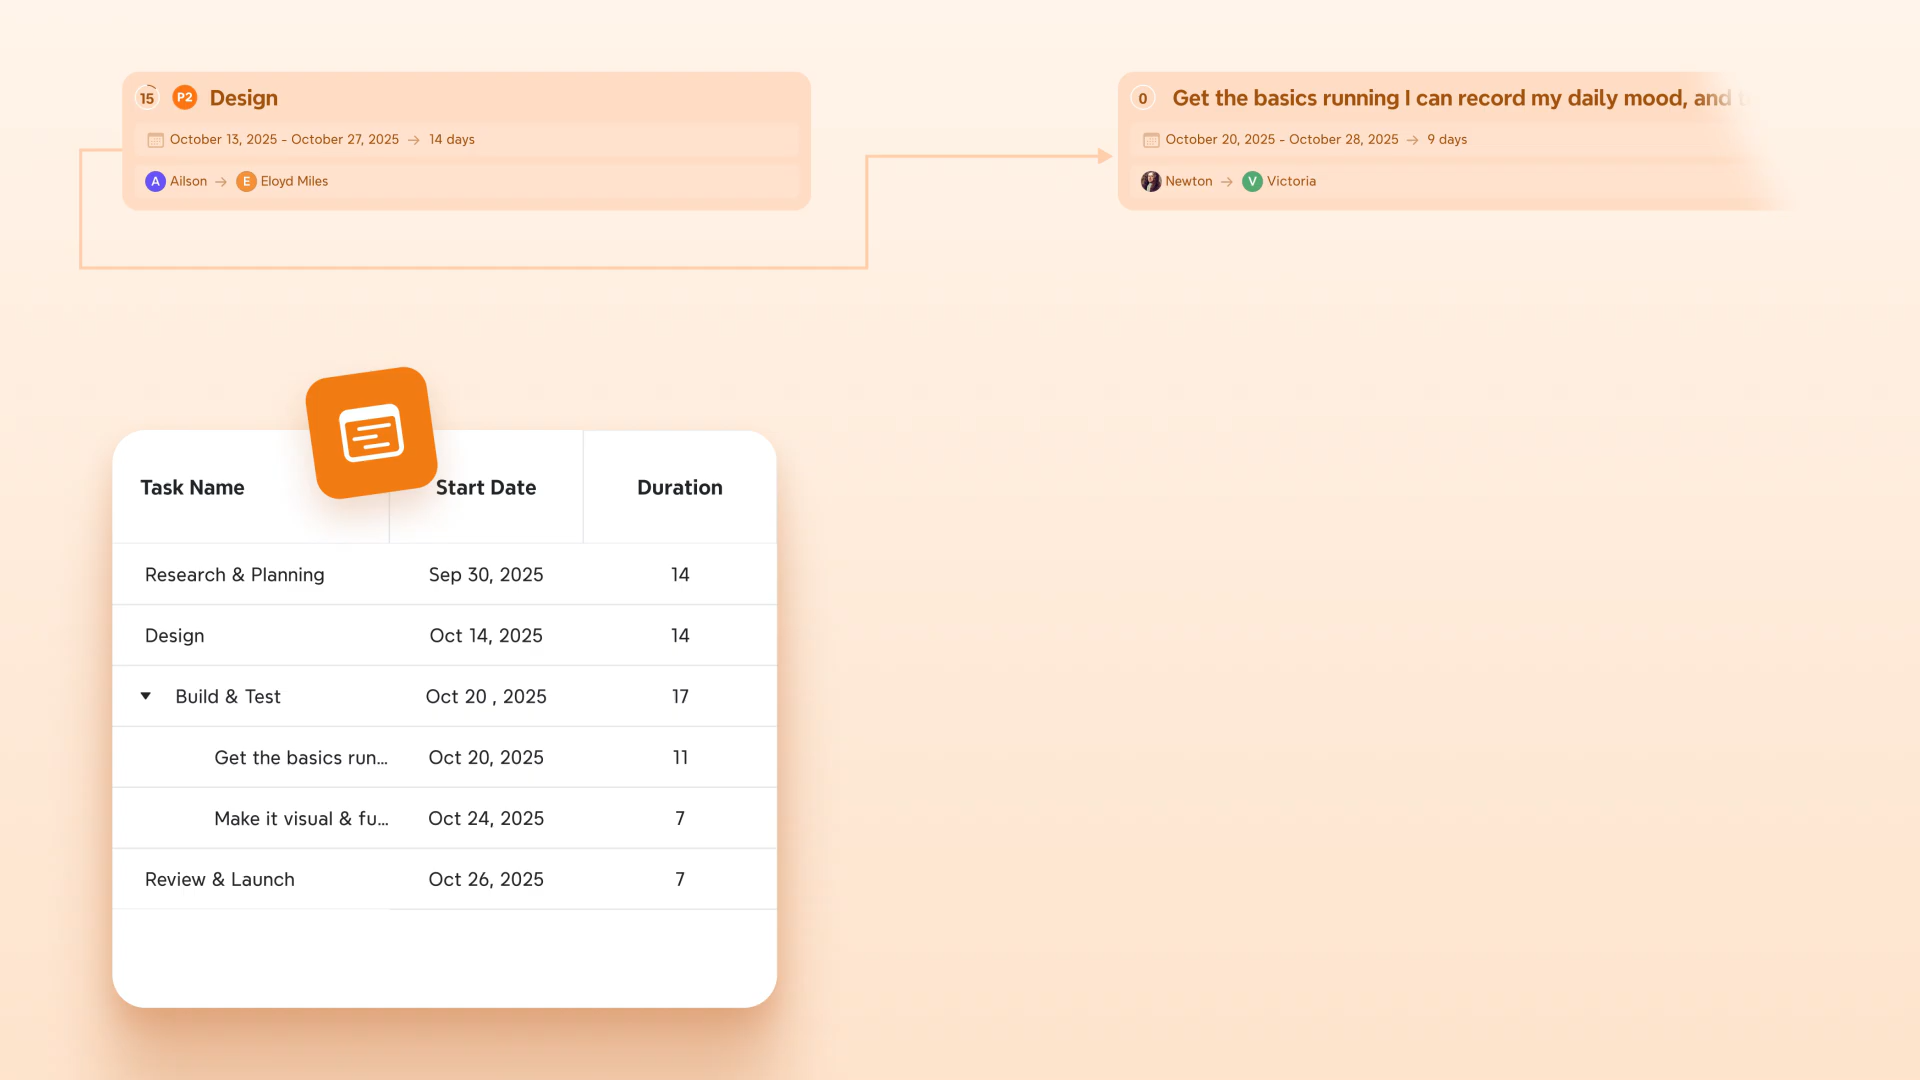 15 P2 Design
October 13, 2025 - October 27, 2025 → 14 days
A Ailson → E Eloyd Miles
0 Get the basics running I can record my daily mood, and
October 20, 2025 - October 28, 2025 → 9 days
Newton → V Victoria
Task Name Start Date Duration
Research & Planning Sep 30, 2025 14
Design Oct 14, 2025 14
Build & Test Oct 20 , 2025 17
Get the basics run... Oct 20, 2025 11
Make it visual & fu... Oct 24, 2025 7
Review & Launch Oct 26, 2025 7